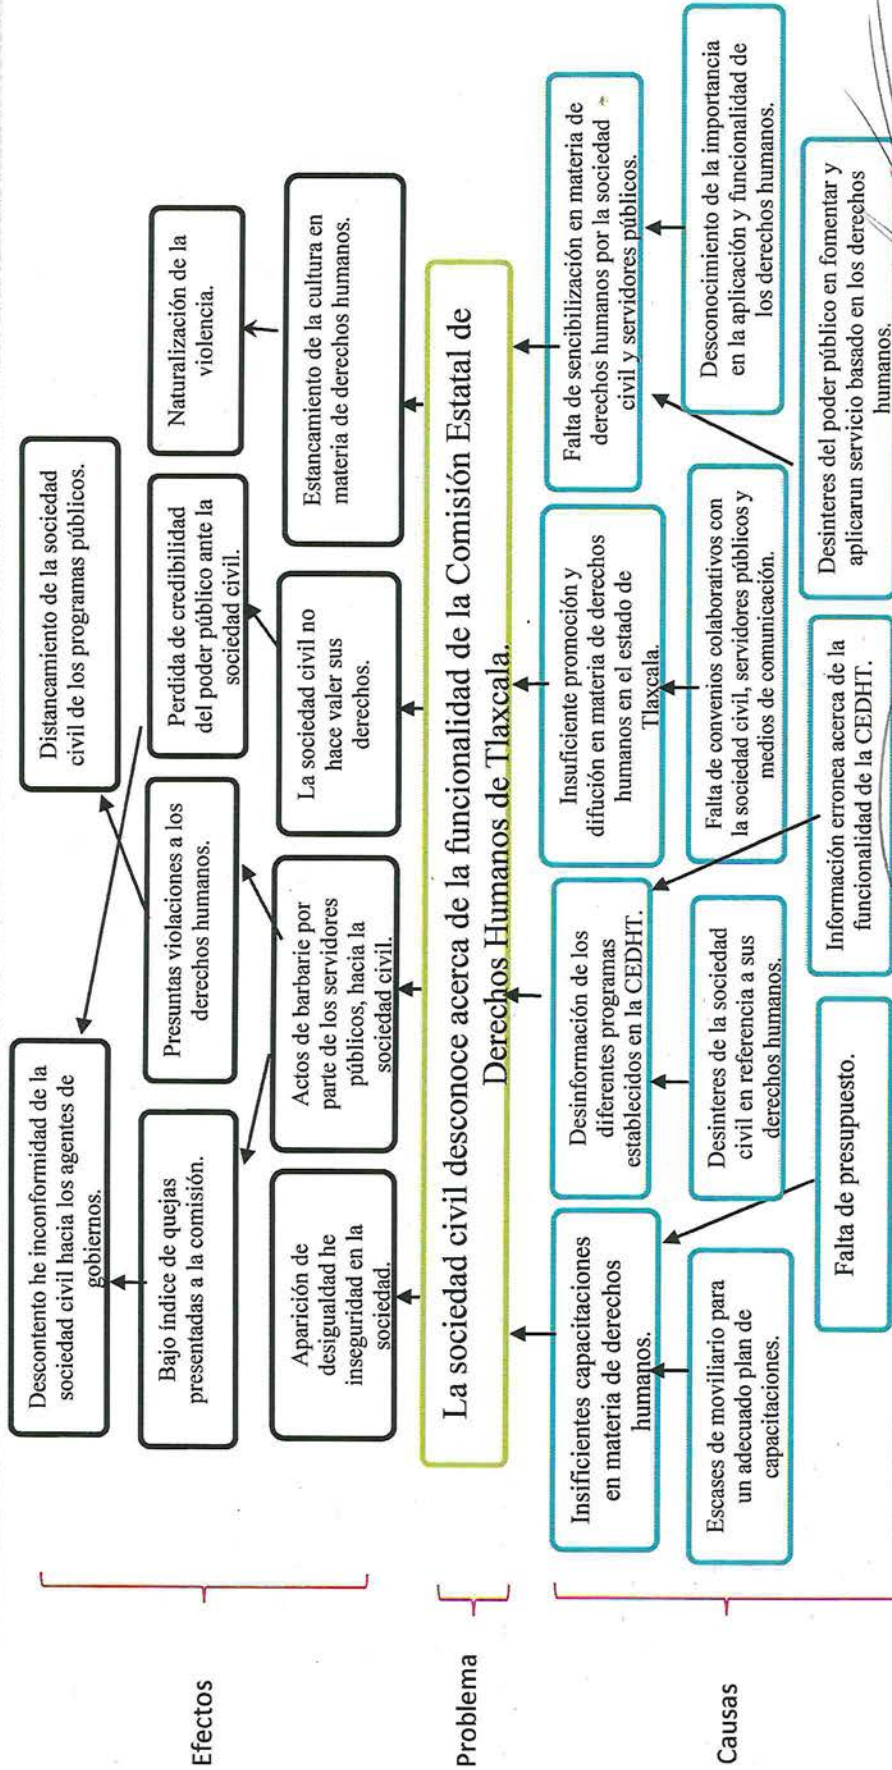 Efectos
Descontento he inconformidad de la
sociedad civil hacia los agentes de
gobiernos.
Distancamiento de la sociedad
civil de los programas públicos.
Bajo índice de quejas
presentadas a la comisión.
Presuntas violaciones a los
derechos humanos.
Perdida de credibilidad
del poder público ante la
sociedad civil.
Naturalización de la
violencia.
Aparición de
desigualdad he
inseguridad en la
sociedad.
Actos de barbarie por
parte de los servidores
públicos, hacia la
sociedad civil.
La sociedad civil no
hace valer sus
derechos.
Estancamiento de la cultura en
materia de derechos humanos.
Problema
La sociedad civil desconoce acerca de la funcionalidad de la Comisión Estatal de
Derechos Humanos de Tlaxcala.
Causas
Insificientes capacitaciones
en materia de derechos
humanos.
Desinformación de los
diferentes programas
establecidos en la CEDHT.
Insuficiente promoción y
difución en materia de derechos
humanos en el estado de
Tlaxcala.
Falta de sencibilización en materia de
derechos humanos por la sociedad
civil y servidores públicos.
Escases de moviliario para
un adecuado plan de
capacitaciones.
Desinteres de la sociedad
civil en referencia a sus
derechos humanos.
Falta de convenios colaborativos con
la sociedad civil, servidores públicos y
medios de comunicación.
Desconocimiento de la importancia
en la aplicación y funcionalidad de
los derechos humanos.
Falta de presupuesto.
Información erronea acerca de la
funcionalidad de la CEDHT.
Desinteres del poder público en fomentar y
aplicarun servicio basado en los derechos
humanos.